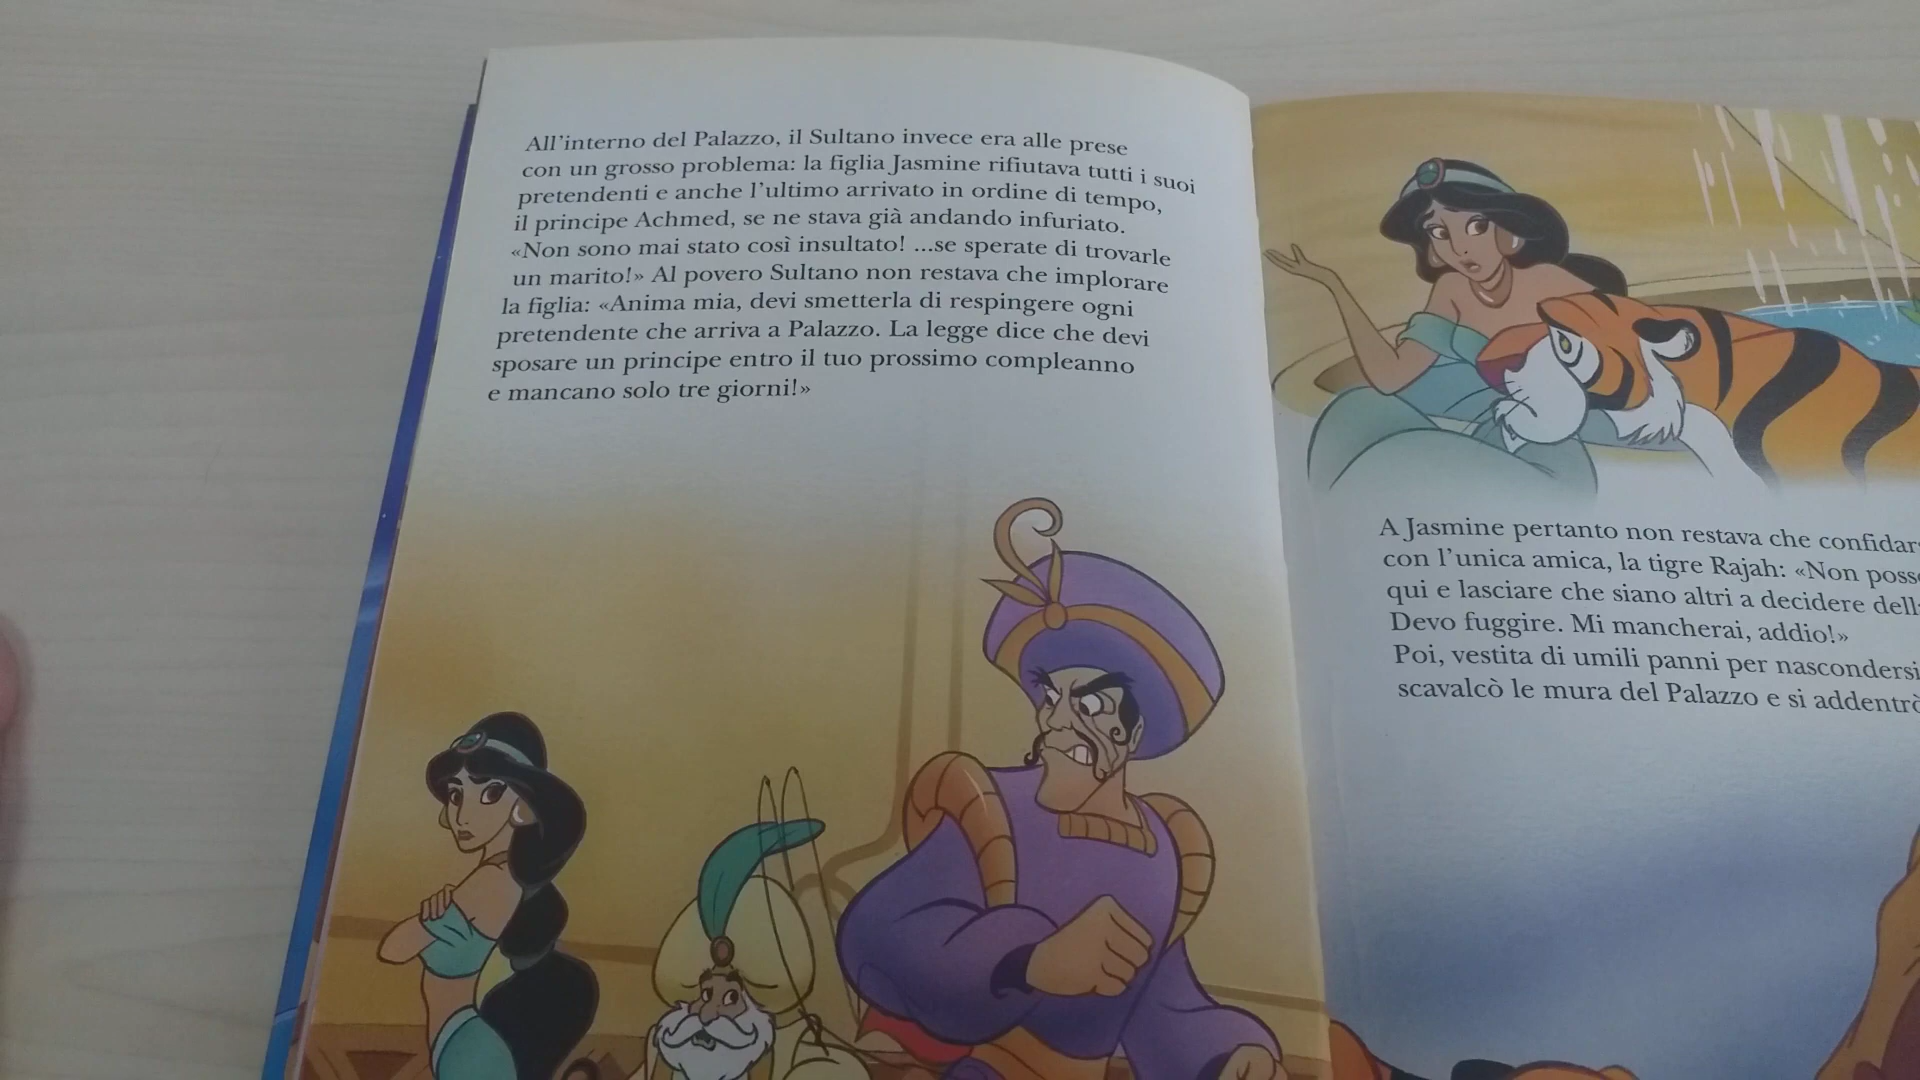 All'interno del Palazzo, il Sultano invece era alle prese
con un grosso problema: la figlia Jasmine rifiutava tutti i suoi
pretendenti e anche l'ultimo arrivato in ordine di tempo,
il principe Achmed, se ne stava già andando infuriato.
«Non sono mai stato così insultato! ...se sperate di trovarle
un marito!» Al povero Sultano non restava che implorare
la figlia: «Anima mia, devi smetterla di respingere ogni
pretendente che arriva a Palazzo. La legge dice che devi
sposare un principe entro il tuo prossimo compleanno
e mancano solo tre giorni!»
A Jasmine pertanto non restava che
con l'unica amica, la tigre Rajah: «Non
qui e lasciare che siano altri a decidere
Devo fuggire. Mi mancherai, addio!»
Poi, vestita di umili panni per nascondersi
scavalcò le mura del Palazzo e si addentrò